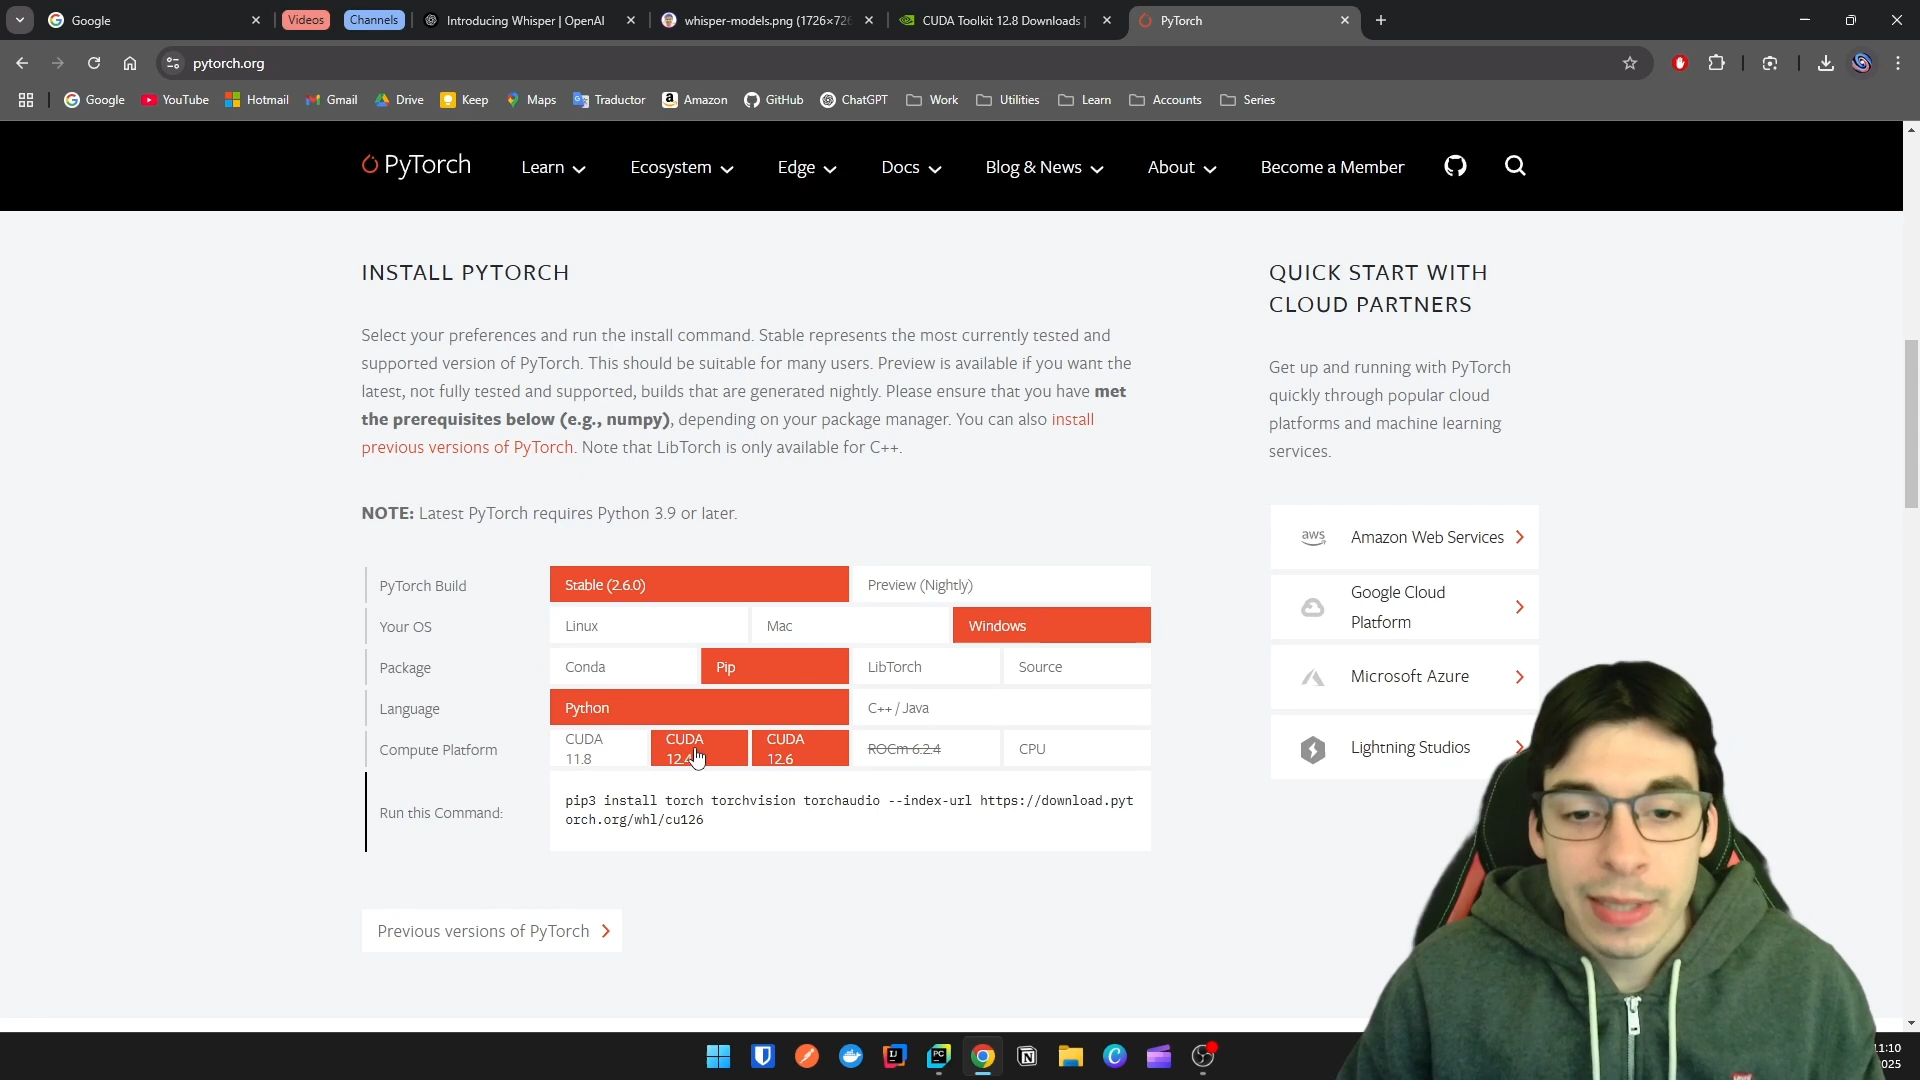 Google
Videos
Channels
Introducing Whisper | OpenAI
whisper-models.png (1726×726
CUDA Toolkit 12.8 Downloads |
PyTorch
pytorch.org
Google
YouTube
Hotmail
Gmail
Drive
Keep
Maps
Traductor
Amazon
GitHub
ChatGPT
Work
Utilities
Learn
Accounts
Series
PyTorch
Learn
Ecosystem
Edge
Docs
Blog & News
About
Become a Member
INSTALL PYTORCH
Select your preferences and run the install command. Stable represents the most currently tested and
supported version of PyTorch. This should be suitable for many users. Preview is available if you want the
latest, not fully tested and supported, builds that are generated nightly. Please ensure that you have met
the prerequisites below (e.g., numpy), depending on your package manager. You can also install
previous versions of PyTorch. Note that LibTorch is only available for C++.
NOTE: Latest PyTorch requires Python 3.9 or later.
PyTorch Build
Stable (2.6.0)
Preview (Nightly)
Your OS
Linux
Mac
Windows
Package
Conda
Pip
LibTorch
Source
Language
Python
C++ / Java
Compute Platform
CUDA
11.8
CUDA
12.4
CUDA
12.6
ROCm 6.2.4
CPU
Run this Command:
pip3 install torch torchvision torchaudio --index-url https://download.pyt
orch.org/whl/cu126
Previous versions of PyTorch
QUICK START WITH
CLOUD PARTNERS
Get up and running with PyTorch
quickly through popular cloud
platforms and machine learning
services.
aws
Amazon Web Services
Google Cloud
Platform
Microsoft Azure
Lightning Studios